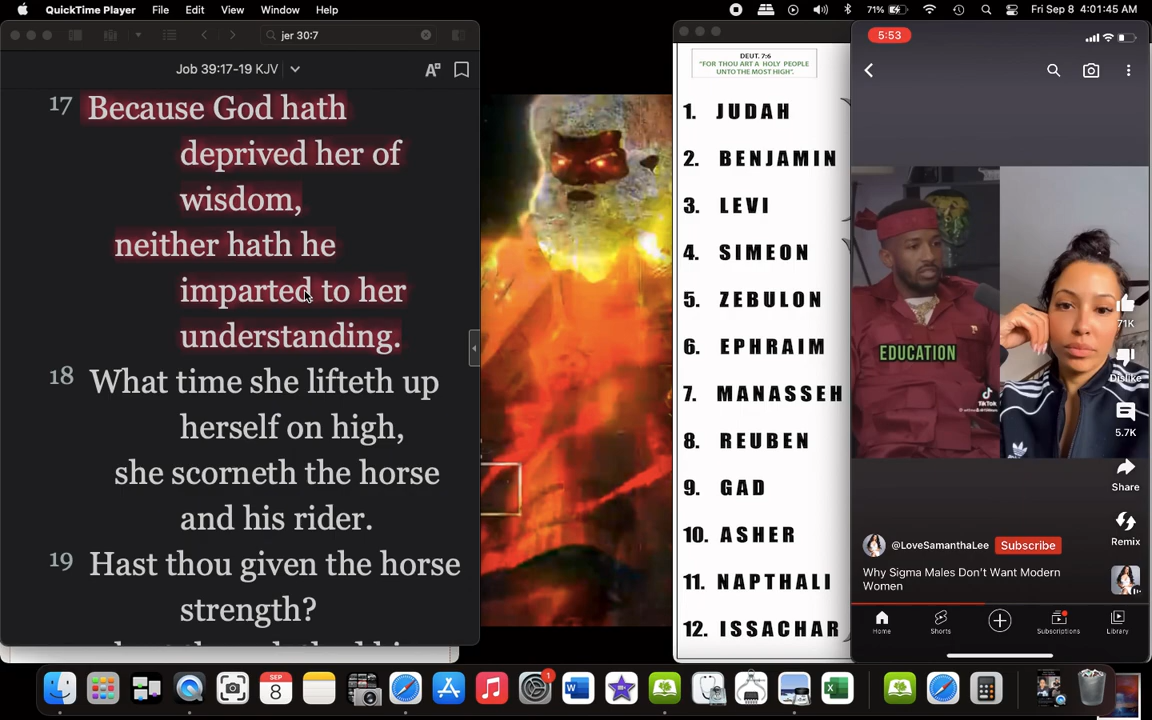 QuickTime Player File Edit View Window Help
71% Fri Sep 8 4:01:45 AM
jer 30:7
Job 39:17-19 KJV
17 Because God hath
deprived her of
wisdom,
neither hath he
imparted to her
understanding.
18 What time she lifteth up
herself on high,
she scorneth the horse
and his rider.
19 Hast thou given the horse
strength?
DEUT. 7:6
"FOR THOU ART A HOLY PEOPLE
UNTO THE MOST HIGH".
1. JUDAH
2. BENJAMIN
3. LEVI
4. SIMEON
5. ZEBULON
6. EPHRAIM
7. MANASSEH
8. REUBEN
9. GAD
10. ASHER
11. NAPTHALI
12. ISSACHAR
5:53
EDUCATION
TikTok
71K
Dislike
5.7K
Share
Remix
@LoveSamanthaLee Subscribe
Why Sigma Males Don't Want Modern
Women
Home Shorts Subscriptions Library
SEP
8
1